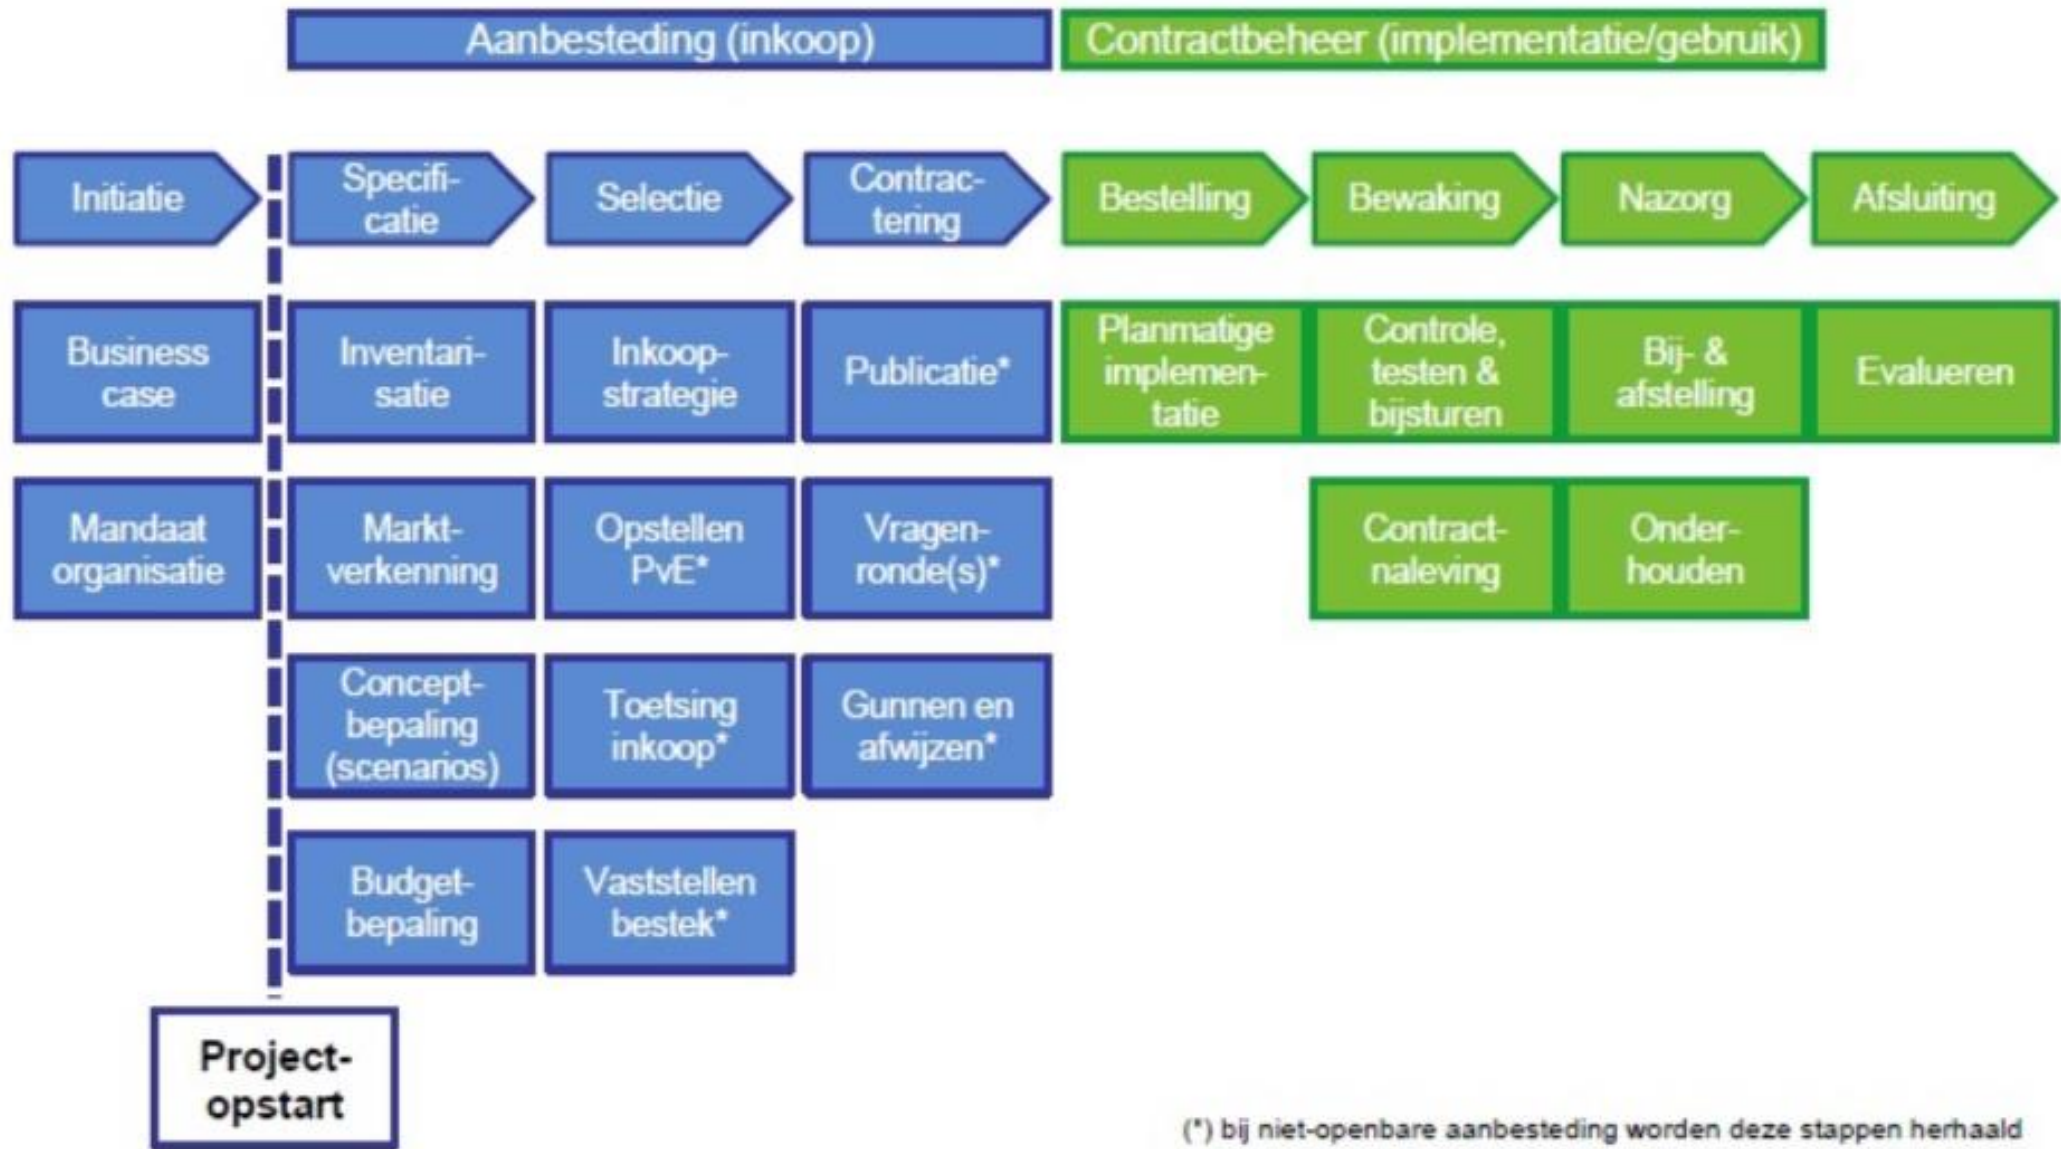 Aanbesteding (inkoop)
Contractbeheer (implementatie/gebruik)
Initiatie
Specifi-
catie
Selectie
Contrac-
tering
Bestelling
Bewaking
Nazorg
Afsluiting
Business
case
Inventari-
satie
Inkoop-
strategie
Publicatie*
Planmatige
implemen-
tatie
Controle,
testen &
bijsturen
Bij- &
afstelling
Evalueren
Mandaat
organisatie
Markt-
verkenning
Opstellen
PvE*
Vragen-
ronde(s)*
Contract-
naleving
Onder-
houden
Concept-
bepaling
(scenarios)
Toetsing
inkoop*
Gunnen en
afwijzen*
Budget-
bepaling
Vaststellen
bestek*
Project-
opstart
(*) bij niet-openbare aanbesteding worden deze stappen herhaald